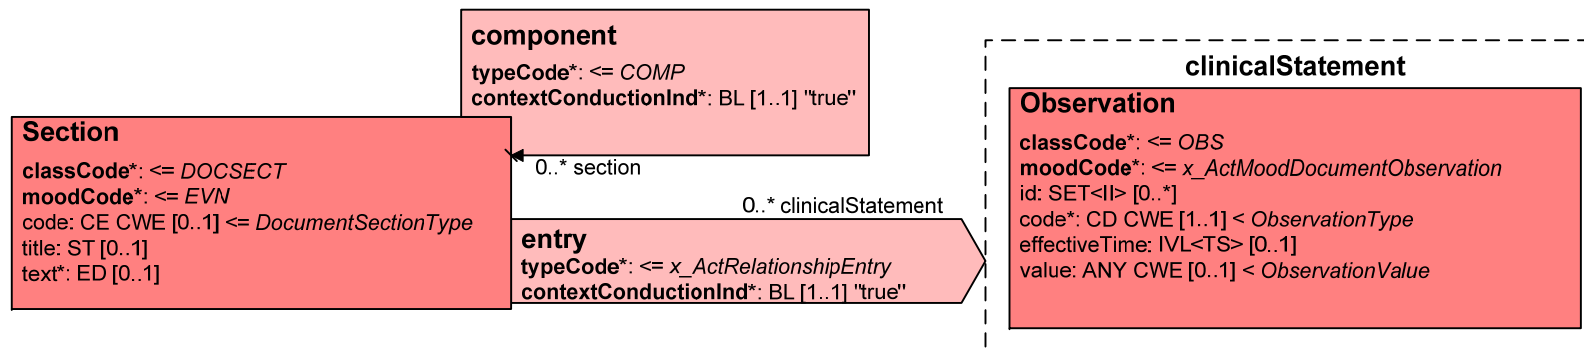 component
typeCode*: <= COMP
contextConductionInd*: BL [1..1] "true"
Section
classCode*: <= DOCSECT
moodCode*: <= EVN
code: CE CWE [0..1] <= DocumentSectionType
title: ST [0..1]
text*: ED [0..1]
0..* section
0..* clinicalStatement
entry
typeCode*: <= x_ActRelationshipEntry
contextConductionInd*: BL [1..1] "true"
clinicalStatement
Observation
classCode*: <= OBS
moodCode*: <= x_ActMoodDocumentObservation
id: SET<II> [0..*]
code*: CD CWE [1..1] < ObservationType
effectiveTime: IVL<TS> [0..1]
value: ANY CWE [0..1] < ObservationValue